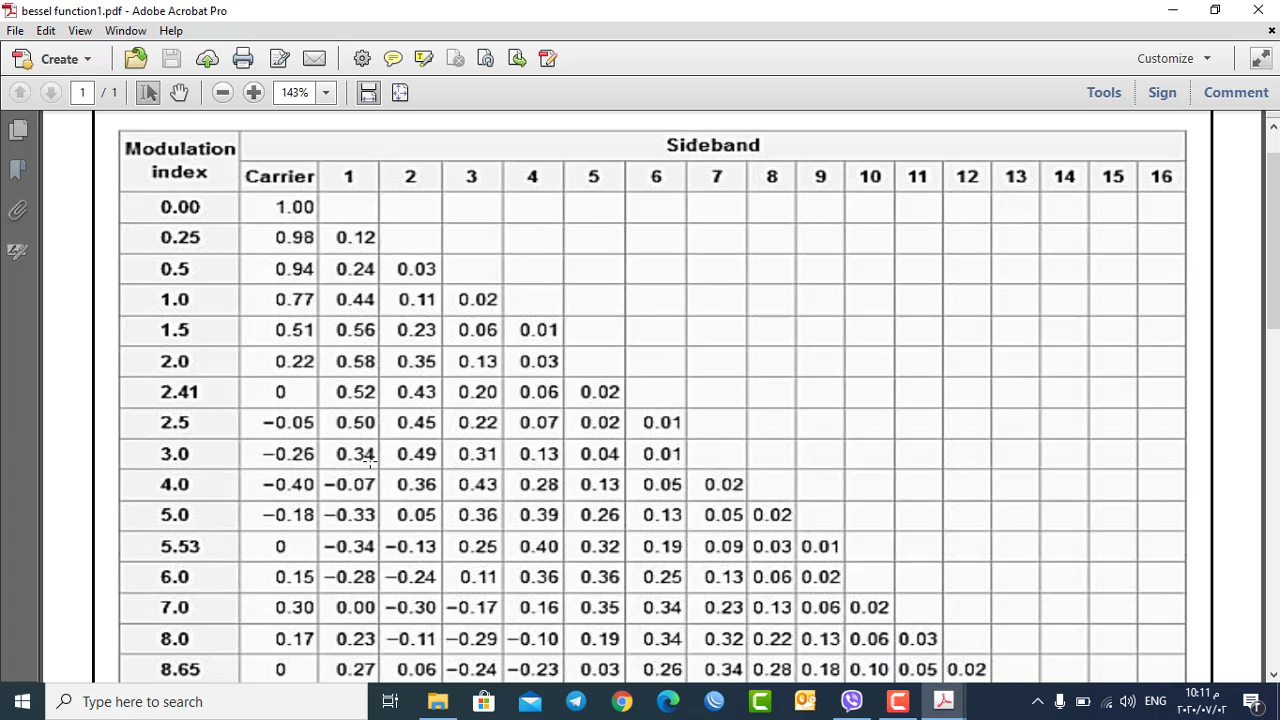 bessel function1.pdf - Adobe Acrobat Pro
File Edit View Window Help
Create Customize
1 / 1 143% Tools Sign Comment
Modulation index Sideband
Carrier 1 2 3 4 5 6 7 8 9 10 11 12 13 14 15 16
0.00 1.00
0.25 0.98 0.12
0.5 0.94 0.24 0.03
1.0 0.77 0.44 0.11 0.02
1.5 0.51 0.56 0.23 0.06 0.01
2.0 0.22 0.58 0.35 0.13 0.03
2.41 0 0.52 0.43 0.20 0.06 0.02
2.5 −0.05 0.50 0.45 0.22 0.07 0.02 0.01
3.0 −0.26 0.34 0.49 0.31 0.13 0.04 0.01
4.0 −0.40 −0.07 0.36 0.43 0.28 0.13 0.05 0.02
5.0 −0.18 −0.33 0.05 0.36 0.39 0.26 0.13 0.05 0.02
5.53 0 −0.34 −0.13 0.25 0.40 0.32 0.19 0.09 0.03 0.01
6.0 0.15 −0.28 −0.24 0.11 0.36 0.36 0.25 0.13 0.06 0.02
7.0 0.30 0.00 −0.30 −0.17 0.16 0.35 0.34 0.23 0.13 0.06 0.02
8.0 0.17 0.23 −0.11 −0.29 −0.10 0.19 0.34 0.32 0.22 0.13 0.06 0.03
8.65 0 0.27 0.06 −0.24 −0.23 0.03 0.26 0.34 0.28 0.18 0.10 0.05 0.02
Type here to search ENG م 10:11
٢٠٢٠/٧/٠٢